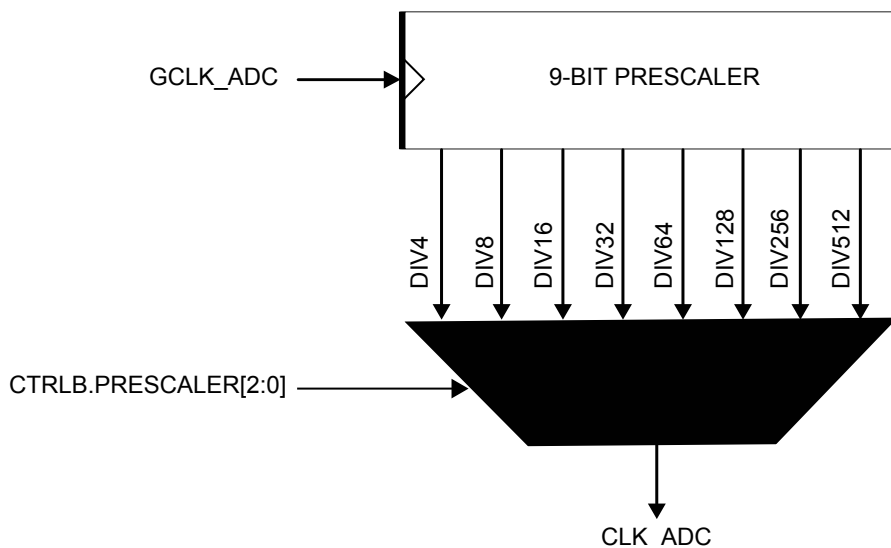 GCLK_ADC
9-BIT PRESCALER
DIV4
DIV8
DIV16
DIV32
DIV64
DIV128
DIV256
DIV512
CTRLB.PRESCALER[2:0]
CLK_ADC